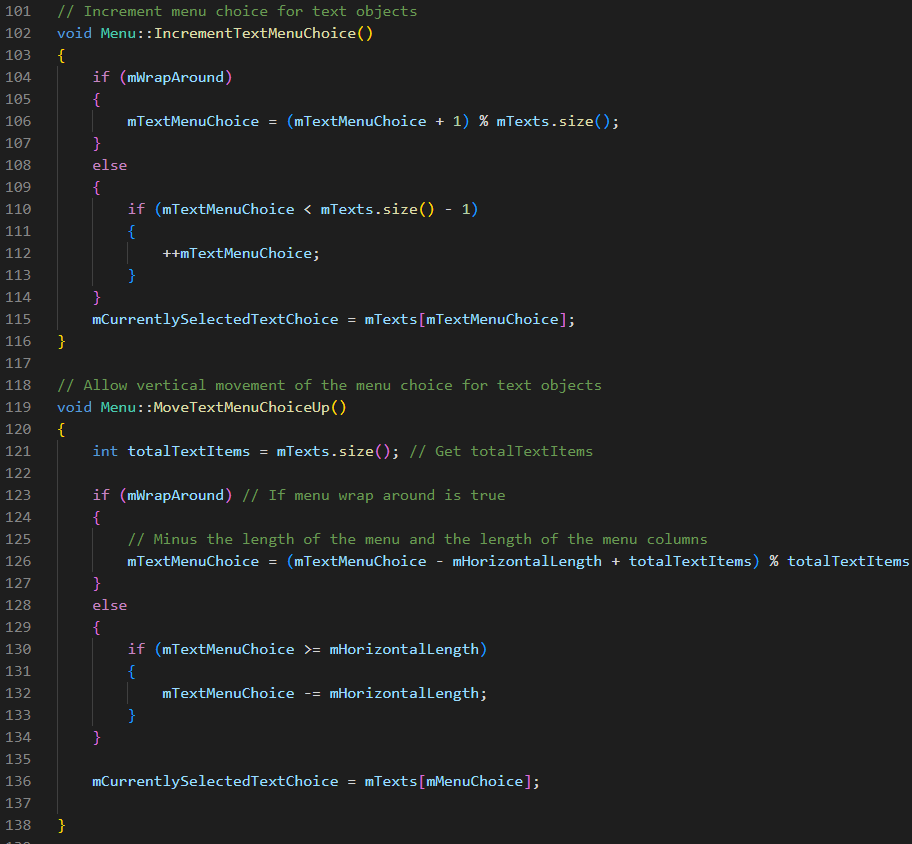 101 // Increment menu choice for text objects
102 void Menu::IncrementTextMenuChoice()
103 {
104     if (mWrapAround)
105     {
106         mTextMenuChoice = (mTextMenuChoice + 1) % mTexts.size();
107     }
108     else
109     {
110         if (mTextMenuChoice < mTexts.size() - 1)
111         {
112             ++mTextMenuChoice;
113         }
114     }
115     mCurrentlySelectedTextChoice = mTexts[mTextMenuChoice];
116 }
117
118 // Allow vertical movement of the menu choice for text objects
119 void Menu::MoveTextMenuChoiceUp()
120 {
121     int totalTextItems = mTexts.size(); // Get totalTextItems
122
123     if (mWrapAround) // If menu wrap around is true
124     {
125         // Minus the length of the menu and the length of the menu columns
126         mTextMenuChoice = (mTextMenuChoice - mHorizontalLength + totalTextItems) % totalTextItems
127     }
128     else
129     {
130         if (mTextMenuChoice >= mHorizontalLength)
131         {
132             mTextMenuChoice -= mHorizontalLength;
133         }
134     }
135
136     mCurrentlySelectedTextChoice = mTexts[mMenuChoice];
137
138 }